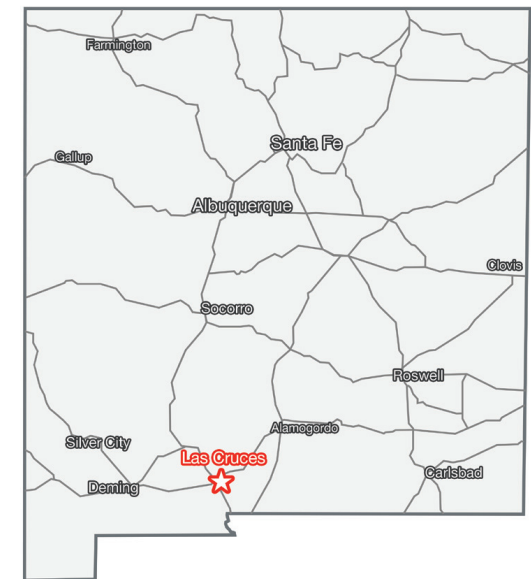 Farmington
Santa Fe
Gallup
Albuquerque
Clovis
Socorro
Roswell
Alamogordo
Silver City
Las Cruces
Carlsbad
Deming